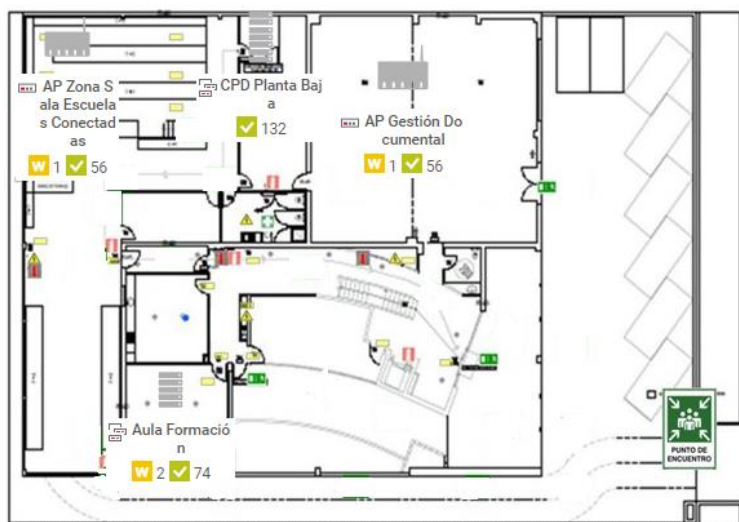 AP Zona S
ala Escuela
s Conectad
as
W 1 56
CPD Planta Baj
a
132
AP Gestión Do
cumental
W 1 56
Aula Formació
n
W 2 74
PUNTO DE
ENCUENTRO